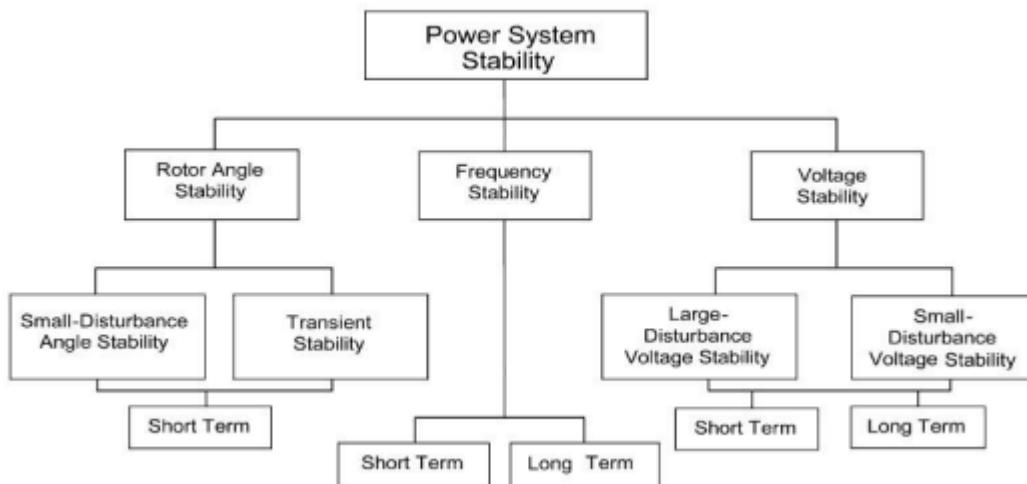 Power System
Stability
Rotor Angle
Stability
Frequency
Stability
Voltage
Stability
Small-Disturbance
Angle Stability
Transient
Stability
Large-
Disturbance
Voltage Stability
Small-
Disturbance
Voltage Stability
Short Term
Short Term
Long Term
Short Term
Long Term